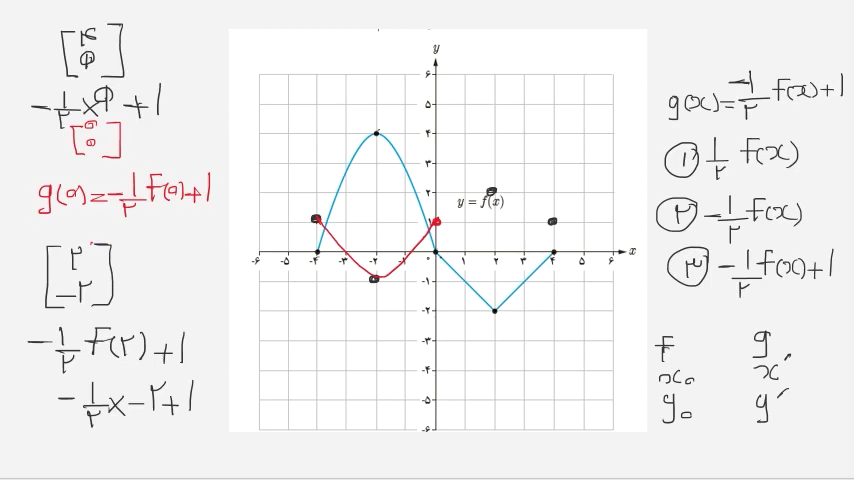 [۴
۰]
-۱/۲×۰+۱
[۰
۰]
g(۰)=-۱/۲f(۰)+۱
[۲
-۲]
-۱/۲ f(۲)+۱
-۱/۲×-۲+۱
y
۶
۵
۴
۳
۲
۱
y = f(x)
-۶ -۵ -۴ -۳ -۲ -۱ ۰ ۱ ۲ ۳ ۴ ۵ ۶ x
-۱
-۲
-۳
-۴
-۵
-۶
g(x)=-۱/۲ f(x)+۱
۱ ۱/۲ f(x)
۲ -۱/۲ f(x)
۳ -۱/۲ f(x)+۱
f g
x₀ x′
y₀ y′